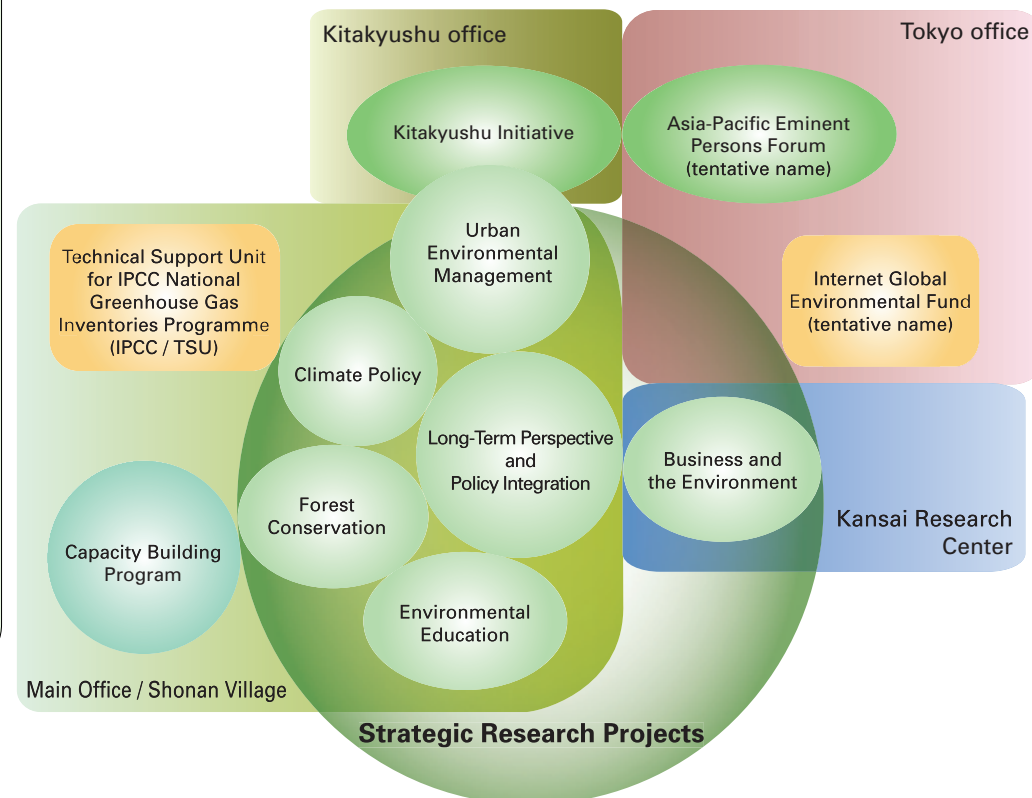 Kitakyushu office
Tokyo office
Kitakyushu Initiative
Asia-Pacific Eminent
Persons Forum
(tentative name)
Urban
Environmental
Management
Technical Support Unit
for IPCC National
Greenhouse Gas
Inventories Programme
(IPCC / TSU)
Internet Global
Environmental Fund
(tentative name)
Climate Policy
Long-Term Perspective
and
Policy Integration
Business and
the Environment
Forest
Conservation
Kansai Research
Center
Capacity Building
Program
Environmental
Education
Main Office / Shonan Village
Strategic Research Projects